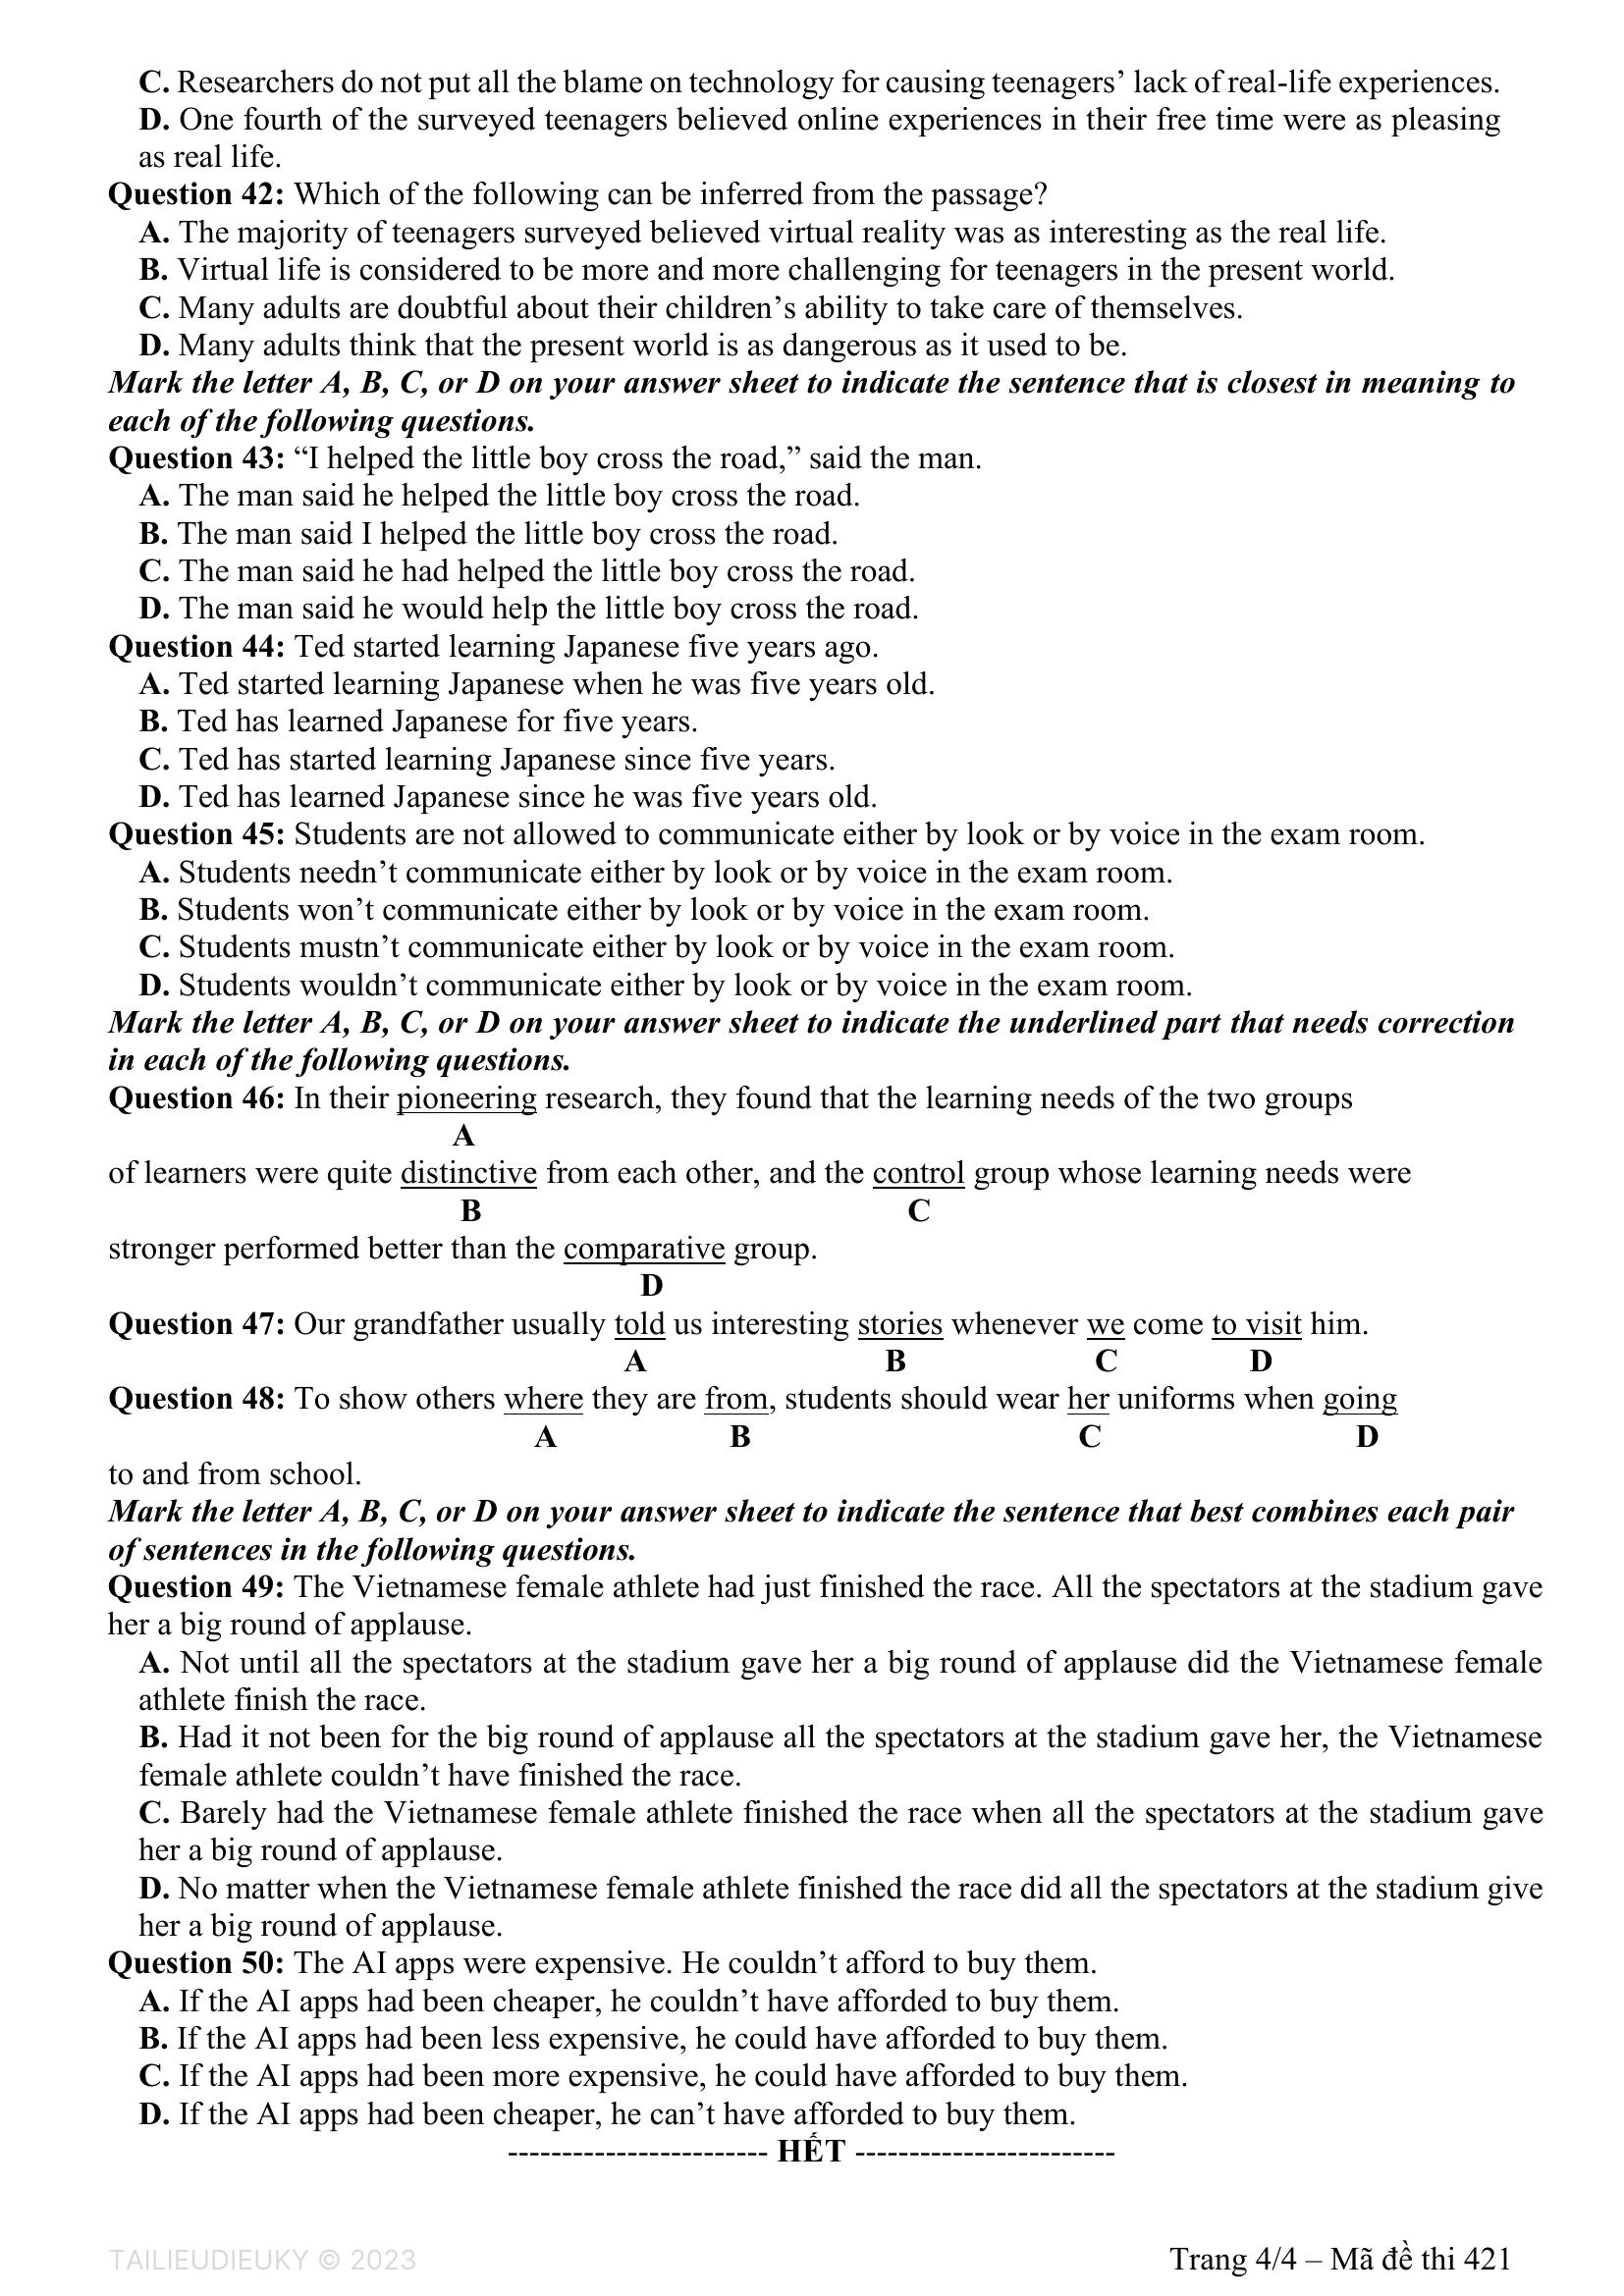 C. Researchers do not put all the blame on technology for causing teenagers’ lack of real-life experiences.
D. One fourth of the surveyed teenagers believed online experiences in their free time were as pleasing
as real life.
Question 42: Which of the following can be inferred from the passage?
A. The majority of teenagers surveyed believed virtual reality was as interesting as the real life.
B. Virtual life is considered to be more and more challenging for teenagers in the present world.
C. Many adults are doubtful about their children’s ability to take care of themselves.
D. Many adults think that the present world is as dangerous as it used to be.
Mark the letter A, B, C, or D on your answer sheet to indicate the sentence that is closest in meaning to
each of the following questions.
Question 43: “I helped the little boy cross the road,” said the man.
A. The man said he helped the little boy cross the road.
B. The man said I helped the little boy cross the road.
C. The man said he had helped the little boy cross the road.
D. The man said he would help the little boy cross the road.
Question 44: Ted started learning Japanese five years ago.
A. Ted started learning Japanese when he was five years old.
B. Ted has learned Japanese for five years.
C. Ted has started learning Japanese since five years.
D. Ted has learned Japanese since he was five years old.
Question 45: Students are not allowed to communicate either by look or by voice in the exam room.
A. Students needn’t communicate either by look or by voice in the exam room.
B. Students won’t communicate either by look or by voice in the exam room.
C. Students mustn’t communicate either by look or by voice in the exam room.
D. Students wouldn’t communicate either by look or by voice in the exam room.
Mark the letter A, B, C, or D on your answer sheet to indicate the underlined part that needs correction
in each of the following questions.
Question 46: In their pioneering research, they found that the learning needs of the two groups
A
of learners were quite distinctive from each other, and the control group whose learning needs were
B C
stronger performed better than the comparative group.
D
Question 47: Our grandfather usually told us interesting stories whenever we come to visit him.
A B C D
Question 48: To show others where they are from, students should wear her uniforms when going
A B C D
to and from school.
Mark the letter A, B, C, or D on your answer sheet to indicate the sentence that best combines each pair
of sentences in the following questions.
Question 49: The Vietnamese female athlete had just finished the race. All the spectators at the stadium gave
her a big round of applause.
A. Not until all the spectators at the stadium gave her a big round of applause did the Vietnamese female
athlete finish the race.
B. Had it not been for the big round of applause all the spectators at the stadium gave her, the Vietnamese
female athlete couldn’t have finished the race.
C. Barely had the Vietnamese female athlete finished the race when all the spectators at the stadium gave
her a big round of applause.
D. No matter when the Vietnamese female athlete finished the race did all the spectators at the stadium give
her a big round of applause.
Question 50: The AI apps were expensive. He couldn’t afford to buy them.
A. If the AI apps had been cheaper, he couldn’t have afforded to buy them.
B. If the AI apps had been less expensive, he could have afforded to buy them.
C. If the AI apps had been more expensive, he could have afforded to buy them.
D. If the AI apps had been cheaper, he can’t have afforded to buy them.
------------------------ HẾT ------------------------
TAILIEUDIEUKY © 2023 Trang 4/4 – Mã đề thi 421